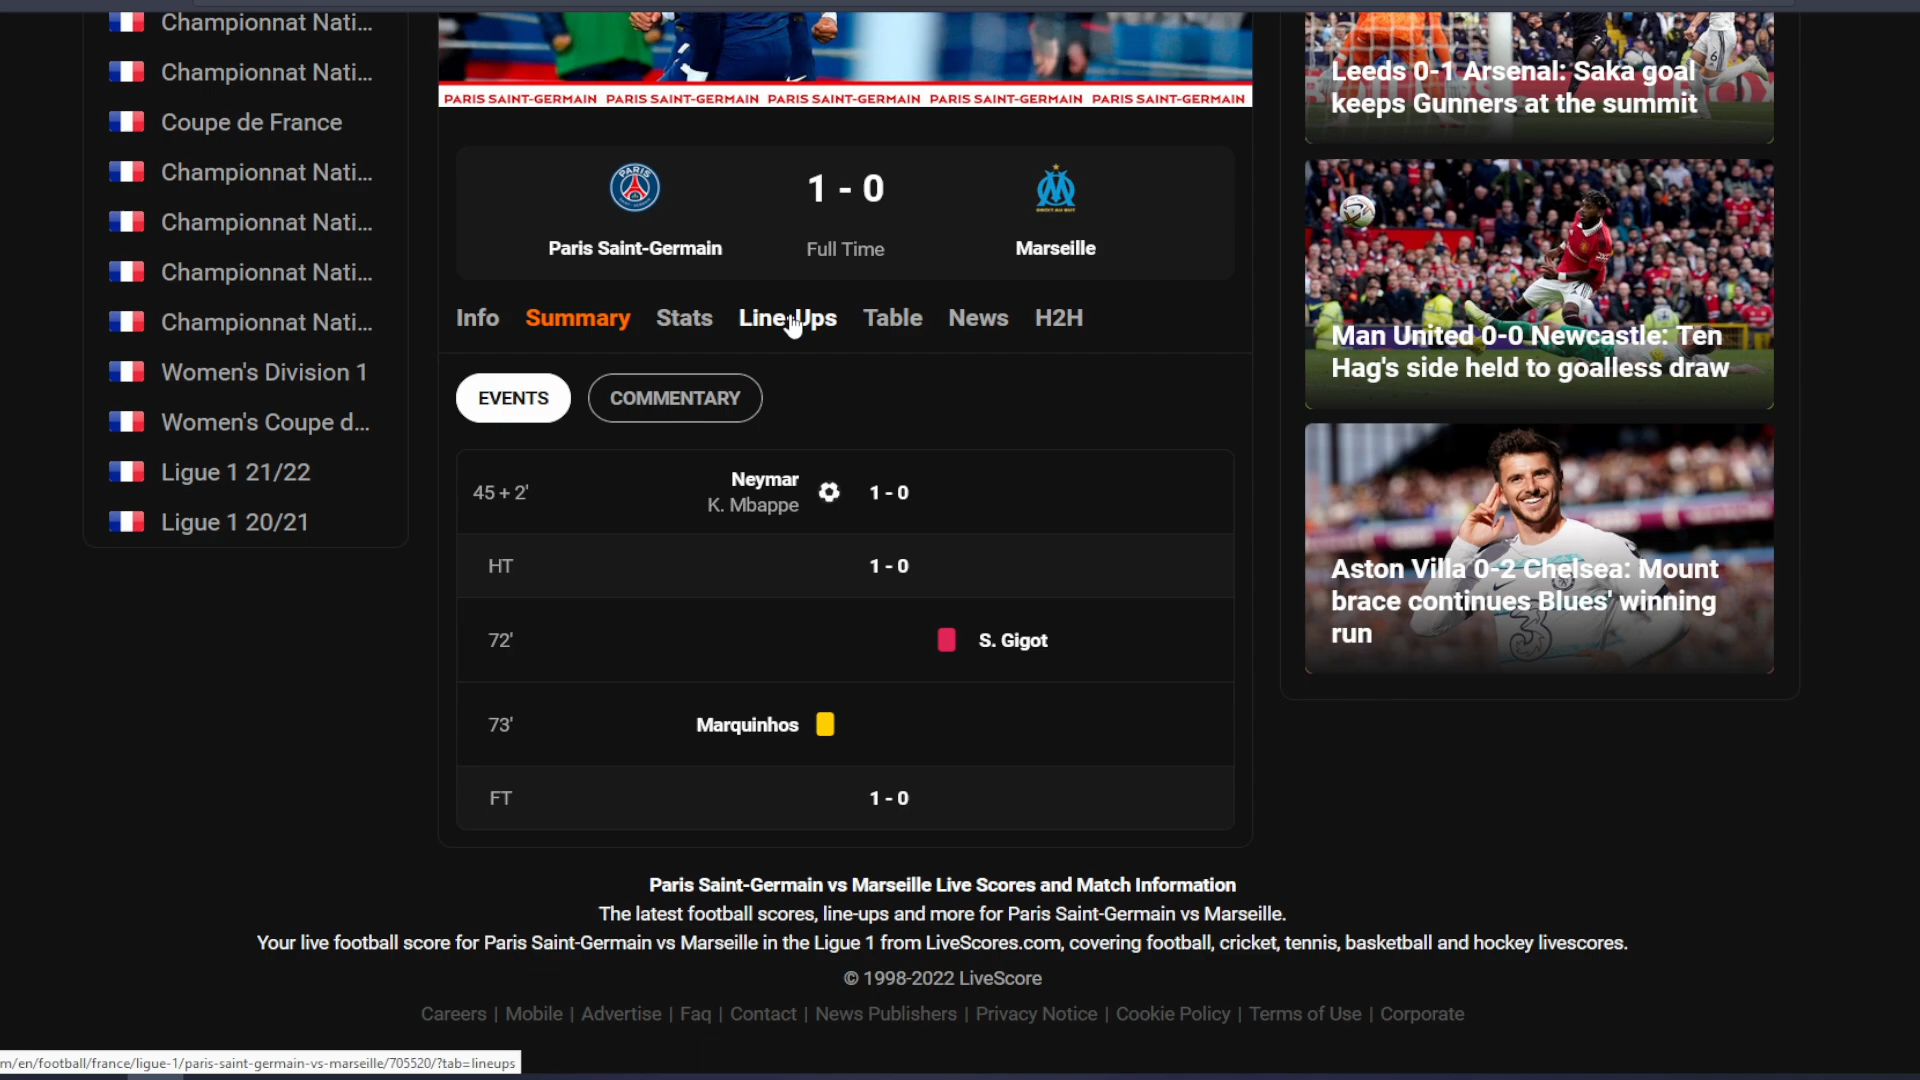 Championnat Nati...
Championnat Nati...
Coupe de France
Championnat Nati...
Championnat Nati...
Championnat Nati...
Championnat Nati...
Women's Division 1
Women's Coupe d...
Ligue 1 21/22
Ligue 1 20/21
PARIS SAINT-GERMAIN PARIS SAINT-GERMAIN PARIS SAINT-GERMAIN PARIS SAINT-GERMAIN PARIS SAINT-GERMAIN
PARIS
1 - 0
Paris Saint-Germain
Full Time
Marseille
Info Summary Stats Line-Ups Table News H2H
EVENTS COMMENTARY
45 + 2' Neymar 1 - 0
K. Mbappe
HT 1 - 0
72' S. Gigot
73' Marquinhos
FT 1 - 0
Leeds 0-1 Arsenal: Saka goal
keeps Gunners at the summit
Man United 0-0 Newcastle: Ten
Hag's side held to goalless draw
Aston Villa 0-2 Chelsea: Mount
brace continues Blues' winning
run
Paris Saint-Germain vs Marseille Live Scores and Match Information
The latest football scores, line-ups and more for Paris Saint-Germain vs Marseille.
Your live football score for Paris Saint-Germain vs Marseille in the Ligue 1 from LiveScores.com, covering football, cricket, tennis, basketball and hockey livescores.
© 1998-2022 LiveScore
Careers | Mobile | Advertise | Faq | Contact | News Publishers | Privacy Notice | Cookie Policy | Terms of Use | Corporate
m/en/football/france/ligue-1/paris-saint-germain-vs-marseille/705520/?tab=lineups